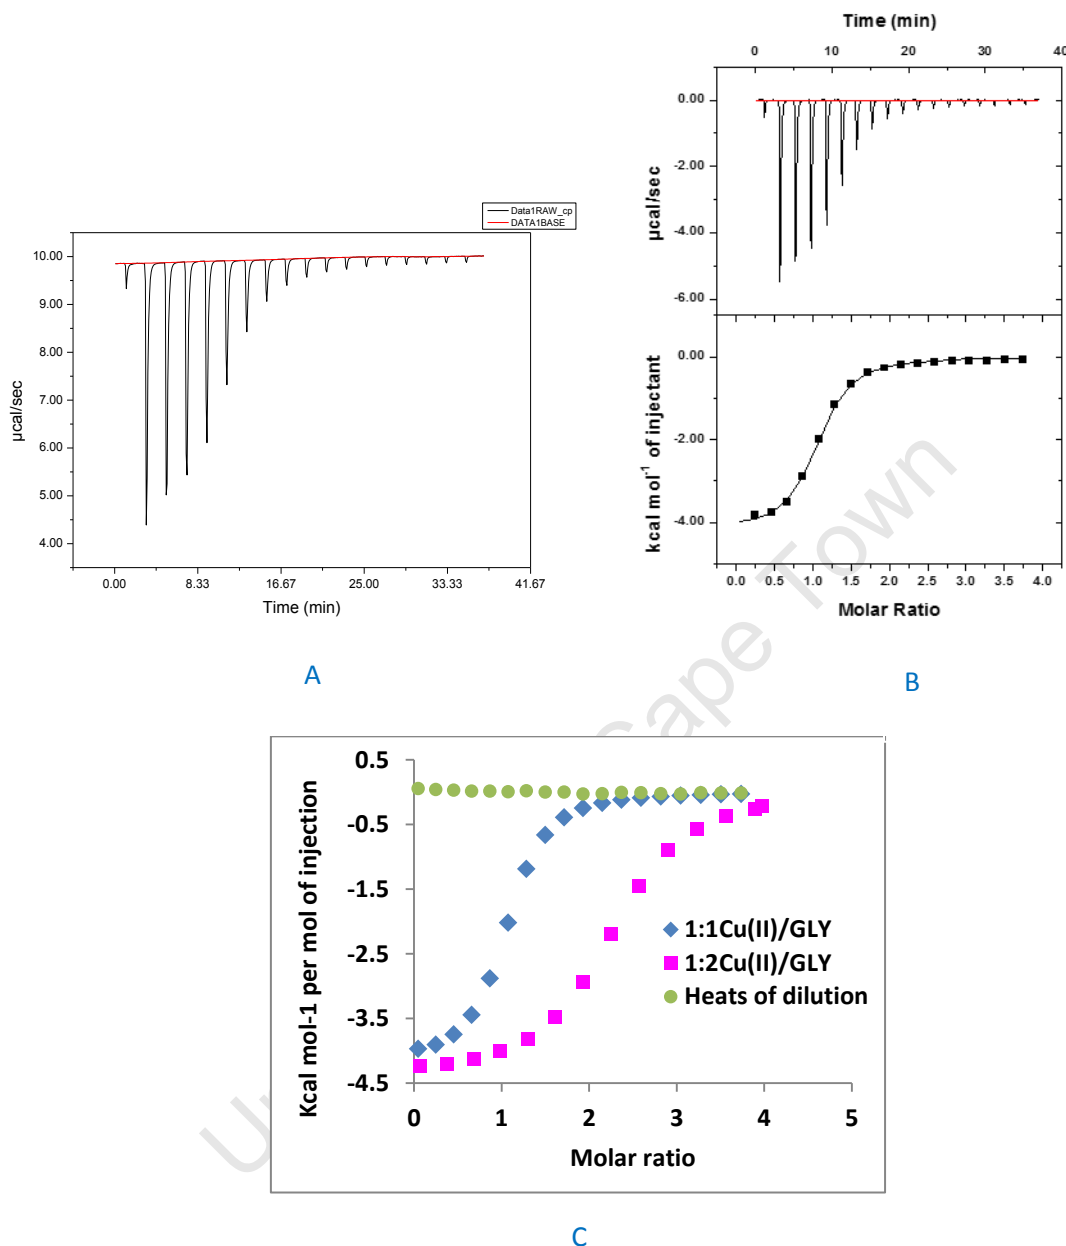 Data1RAW_cp
DATA1BASE
10.00
9.00
8.00
7.00
6.00
5.00
4.00
µcal/sec
0.00 8.33 16.67 25.00 33.33 41.67
Time (min)
A
Time (min)
0 10 20 30 40
0.00
-2.00
-4.00
-6.00
µcal/sec
0.00
-2.00
-4.00
kcal mol-1 of injectant
0.0 0.5 1.0 1.5 2.0 2.5 3.0 3.5 4.0
Molar Ratio
B
0.5
-0.5
-1.5
-2.5
-3.5
-4.5
Kcal mol-1 per mol of injection
1:1Cu(II)/GLY
1:2Cu(II)/GLY
Heats of dilution
0 1 2 3 4 5
Molar ratio
C
Cape Town